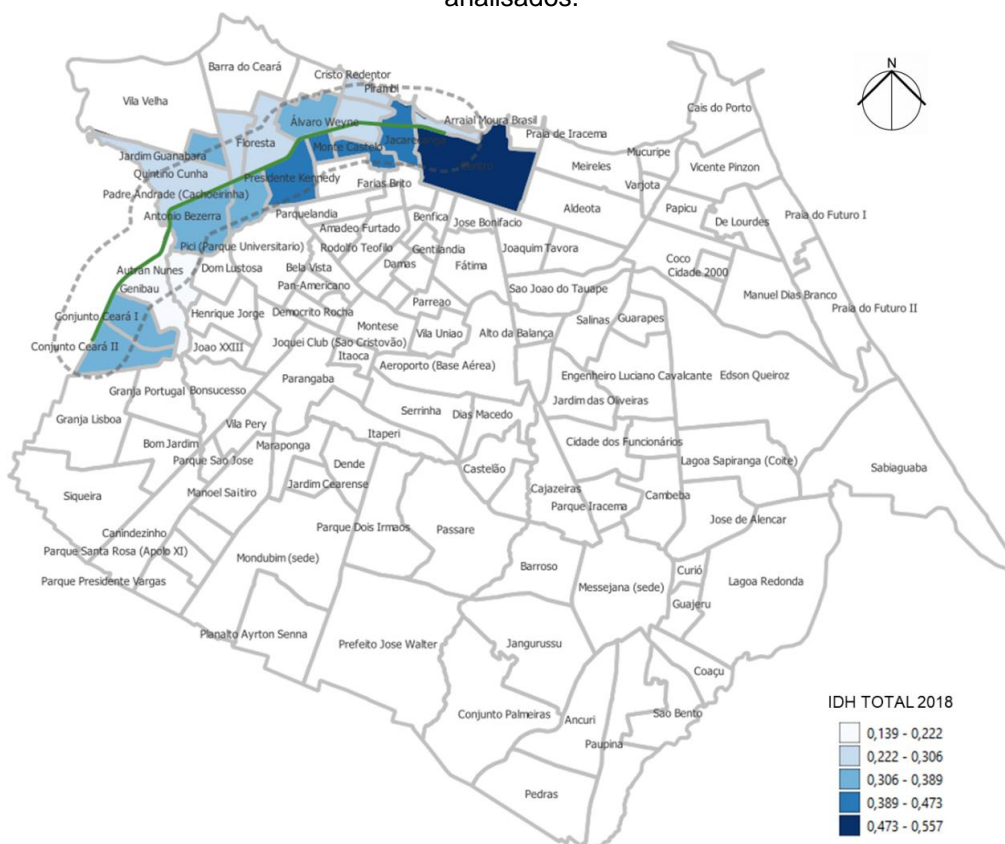 analisados.
N
Barra do Ceará
Cristo Redentor
Pirambi
Vila Velha
Cais do Porto
Arraial Moura Brasil
Álvaro Weyne
Praia de Iracema
Floresta
Jacarecanga
Monte Castelo
Mucuripe
Jardim Guanabara
Centro
Meireles
Vicente Pinzon
Quintino Cunha
Presidente Kennedy
Farias Brito
Varjota
Padre Andrade (Cachoeirinha)
Aldeota
Papicu
Antonio Bezerra
Parquelandia
Benfica
Jose Bonifacio
De Lourdes
Praia do Futuro I
Amadeu Furtado
Pici (Parque Universitario)
Rodolfo Teofilo
Gentilandia
Joaquim Tavora
Coco
Autran Nunes
Dom Lustosa
Bela Vista
Damas
Fátima
Cidade 2000
Genibau
Pan-Americano
Sao Joao do Tauape
Manuel Dias Branco
Parreao
Praia do Futuro II
Conjunto Ceará I
Henrique Jorge
Democrito Rocha
Montese
Vila Uniao
Alto da Balança
Salinas
Guarapes
Conjunto Ceará II
Joao XXIII
Joquei Club (Sao Cristovão)
Itaoca
Aeroporto (Base Aérea)
Granja Portugal
Bonsucesso
Parangaba
Engenheiro Luciano Cavalcante
Edson Queiroz
Jardim das Oliveiras
Granja Lisboa
Vila Pery
Serrinha
Dias Macedo
Bom Jardim
Maraponga
Itaperi
Cidade dos Funcionários
Parque Sao Jose
Dende
Castelão
Lagoa Sapiranga (Coite)
Sabiaguaba
Siqueira
Manoel Saitiro
Jardim Cearense
Cajazeiras
Cambeba
Parque Iracema
Canindezinho
Parque Dois Irmaos
Passare
Jose de Alencar
Parque Santa Rosa (Apolo XI)
Mondubim (sede)
Barroso
Curió
Parque Presidente Vargas
Messejana (sede)
Lagoa Redonda
Guajeru
Planalto Ayrton Senna
Prefeito Jose Walter
Jangurussu
Coaçu
Conjunto Palmeiras
Ancuri
Sao Bento
Paupina
Pedras
IDH TOTAL 2018
0,139 - 0,222
0,222 - 0,306
0,306 - 0,389
0,389 - 0,473
0,473 - 0,557